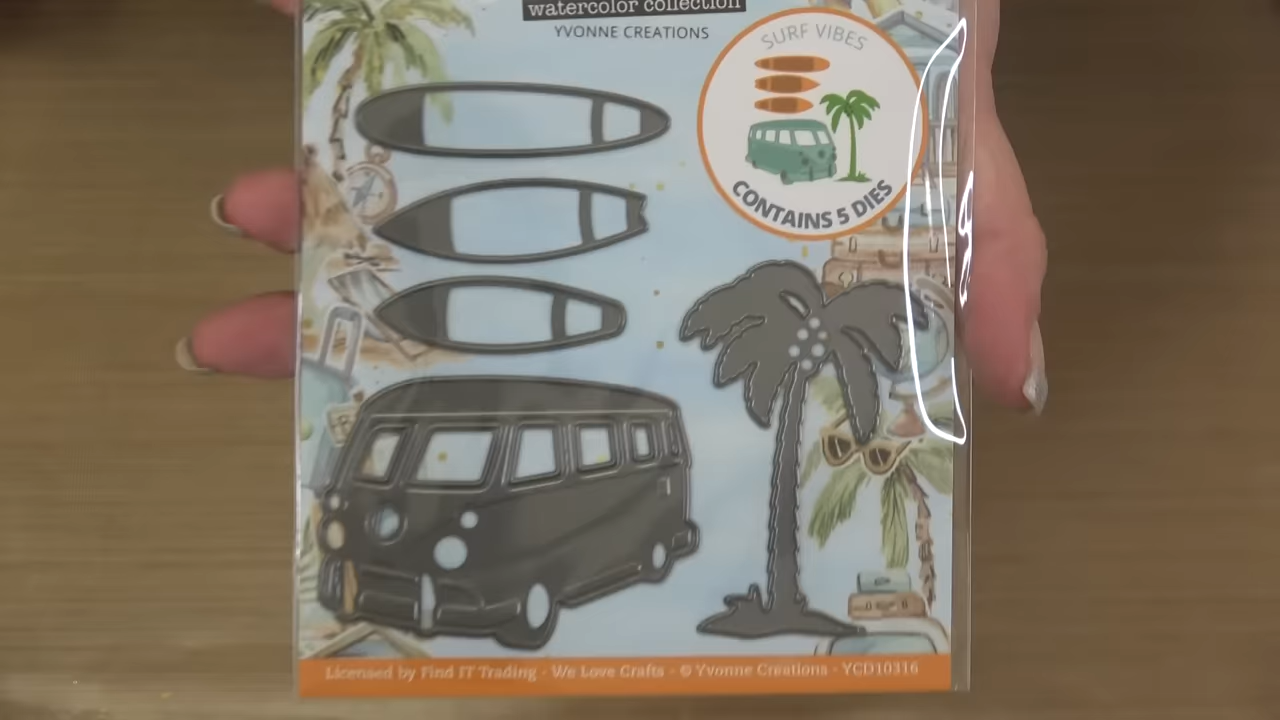 watercolor collection
YVONNE CREATIONS
SURF VIBES
CONTAINS 5 DIES
Licensed by Find IT Trading - We Love Crafts - © Yvonne Creations - YCD10316